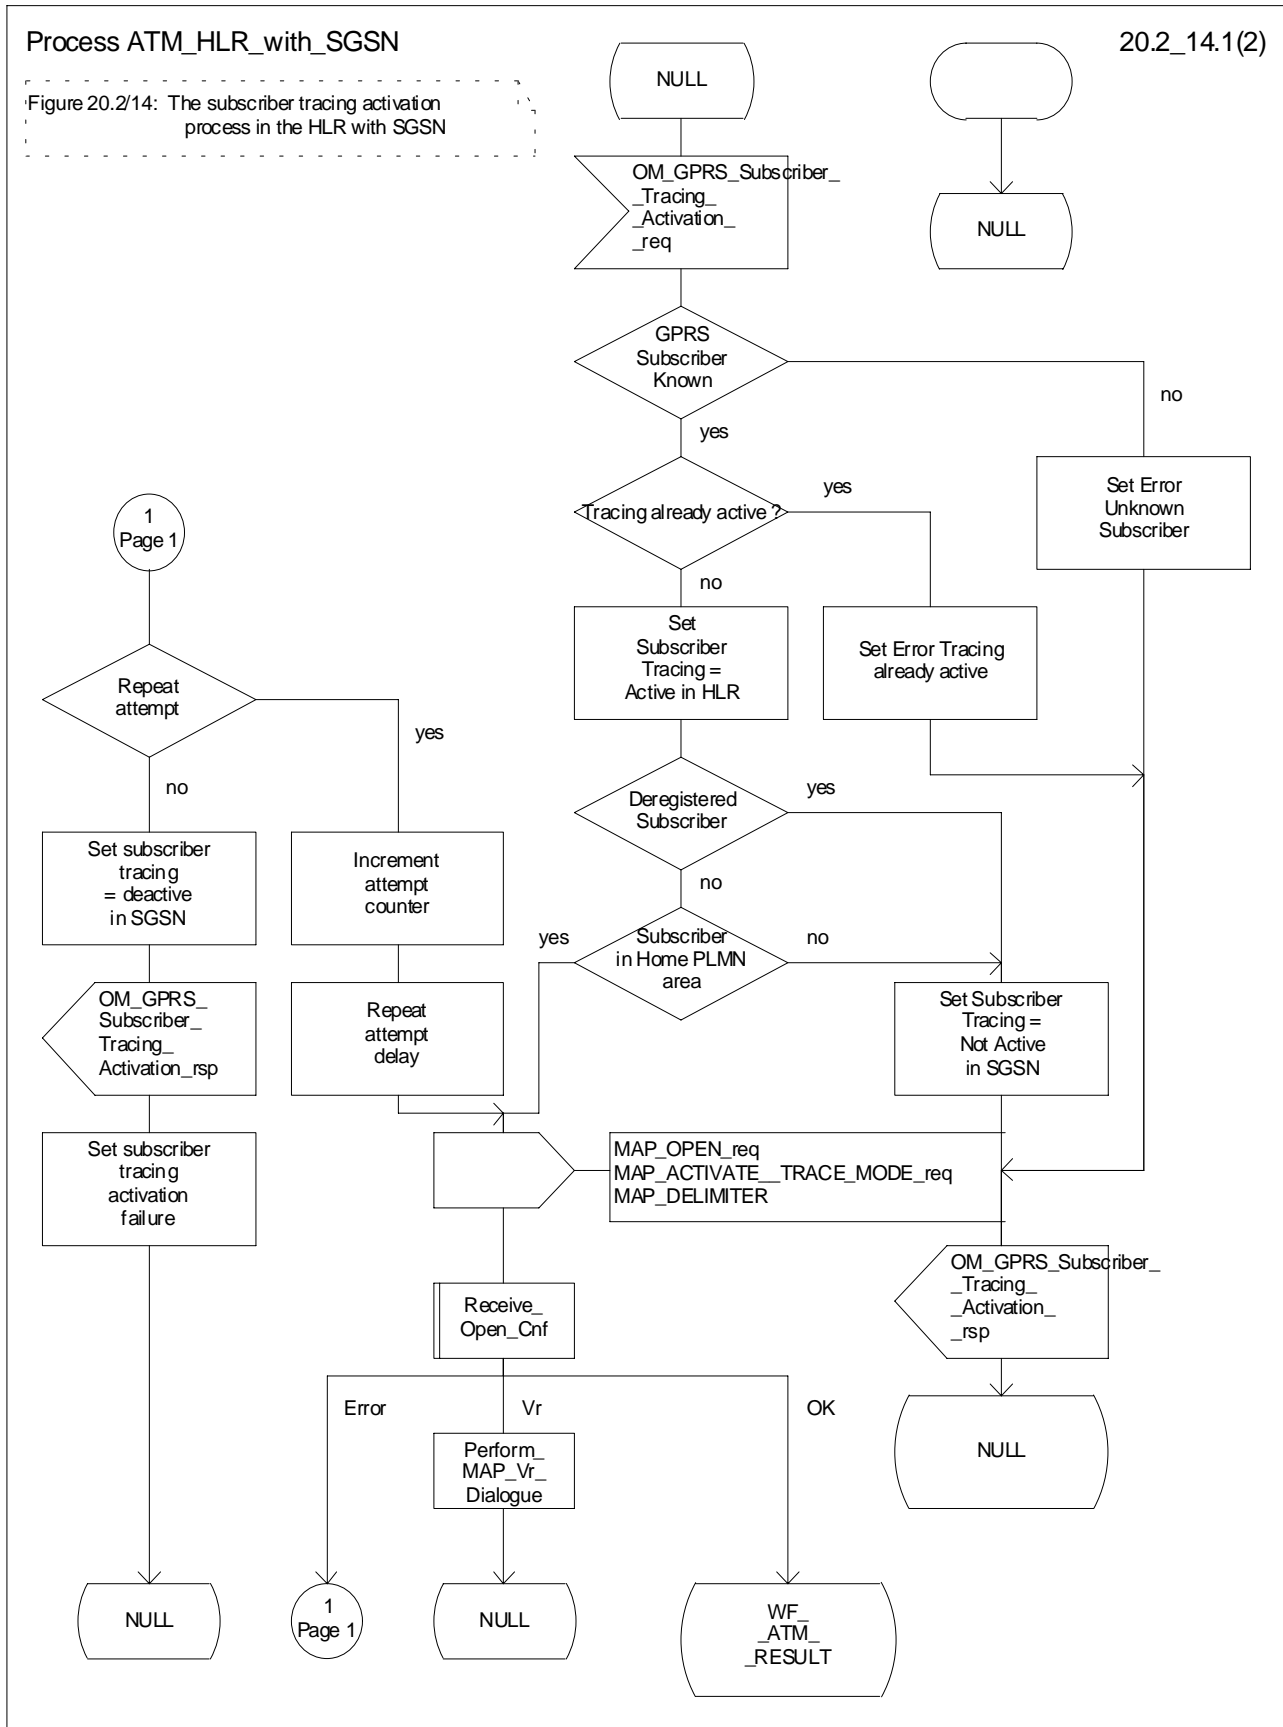 Process ATM_HLR_with_SGSN
20.2_14.1(2)
Figure 20.2/14: The subscriber tracing activation
process in the HLR with SGSN
NULL
NULL
OM_GPRS_Subscriber_
_Tracing_
_Activation_
_req
GPRS
Subscriber
Known
no
yes
Set Error
Unknown
Subscriber
Tracing already active ?
yes
no
1
Page 1
Set
Subscriber
Tracing =
Active in HLR
Set Error Tracing
already active
Repeat
attempt
yes
no
Deregistered
Subscriber
yes
no
Set subscriber
tracing
= deactive
in SGSN
Increment
attempt
counter
Subscriber
in Home PLMN
area
yes
no
OM_GPRS_
Subscriber_
Tracing_
Activation_rsp
Repeat
attempt
delay
Set Subscriber
Tracing =
Not Active
in SGSN
Set subscriber
tracing
activation
failure
MAP_OPEN_req
MAP_ACTIVATE__TRACE_MODE_req
MAP_DELIMITER
OM_GPRS_Subscriber_
_Tracing_
_Activation_
_rsp
Receive_
Open_Cnf
Error
Vr
OK
Perform_
MAP_Vr_
Dialogue
NULL
NULL
1
Page 1
NULL
WF_
_ATM_
_RESULT